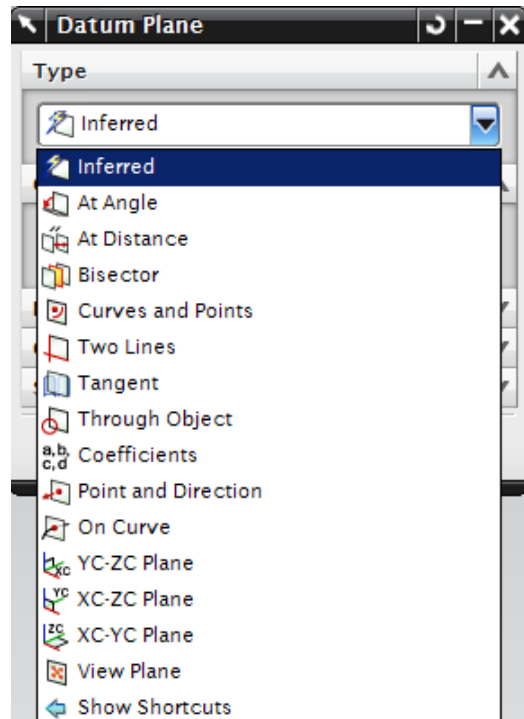 Datum Plane
Type
Inferred
Inferred
At Angle
At Distance
Bisector
Curves and Points
Two Lines
Tangent
Through Object
a,b,
c,d Coefficients
Point and Direction
On Curve
XC YC-ZC Plane
YC XC-ZC Plane
ZC XC-YC Plane
View Plane
Show Shortcuts